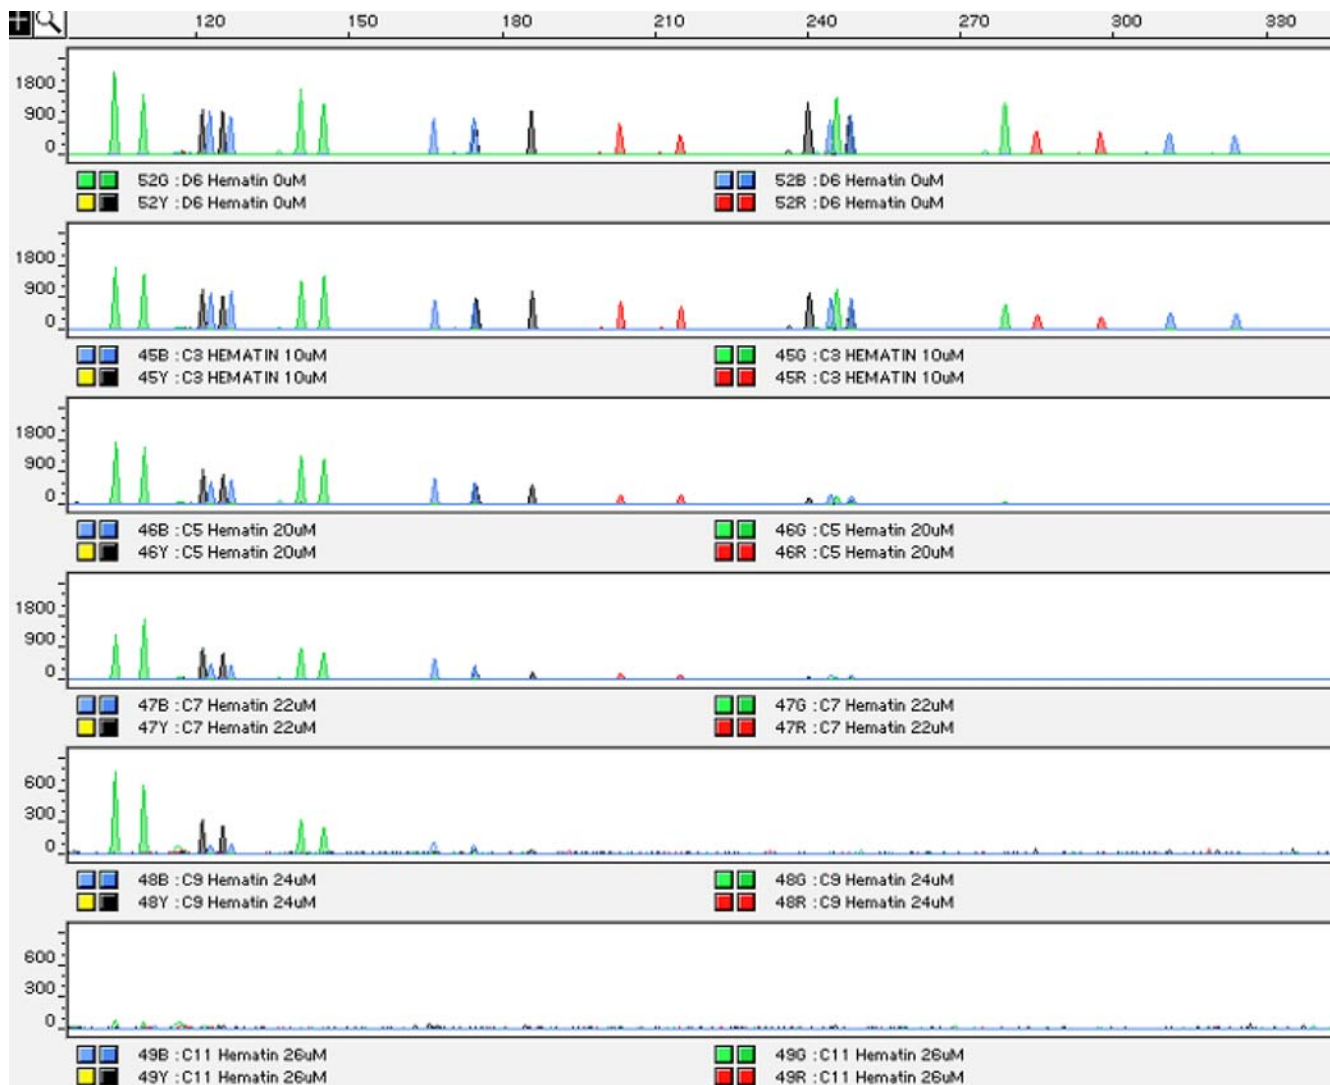 120 150 180 210 240 270 300 330
1800
900
0
52G : D6 Hematin 0uM 52B : D6 Hematin 0uM
52Y : D6 Hematin 0uM 52R : D6 Hematin 0uM
1800
900
0
45B : C3 HEMATIN 10uM 45G : C3 HEMATIN 10uM
45Y : C3 HEMATIN 10uM 45R : C3 HEMATIN 10uM
1800
900
0
46B : C5 Hematin 20uM 46G : C5 Hematin 20uM
46Y : C5 Hematin 20uM 46R : C5 Hematin 20uM
1800
900
0
47B : C7 Hematin 22uM 47G : C7 Hematin 22uM
47Y : C7 Hematin 22uM 47R : C7 Hematin 22uM
600
300
0
48B : C9 Hematin 24uM 48G : C9 Hematin 24uM
48Y : C9 Hematin 24uM 48R : C9 Hematin 24uM
600
300
0
49B : C11 Hematin 26uM 49G : C11 Hematin 26uM
49Y : C11 Hematin 26uM 49R : C11 Hematin 26uM